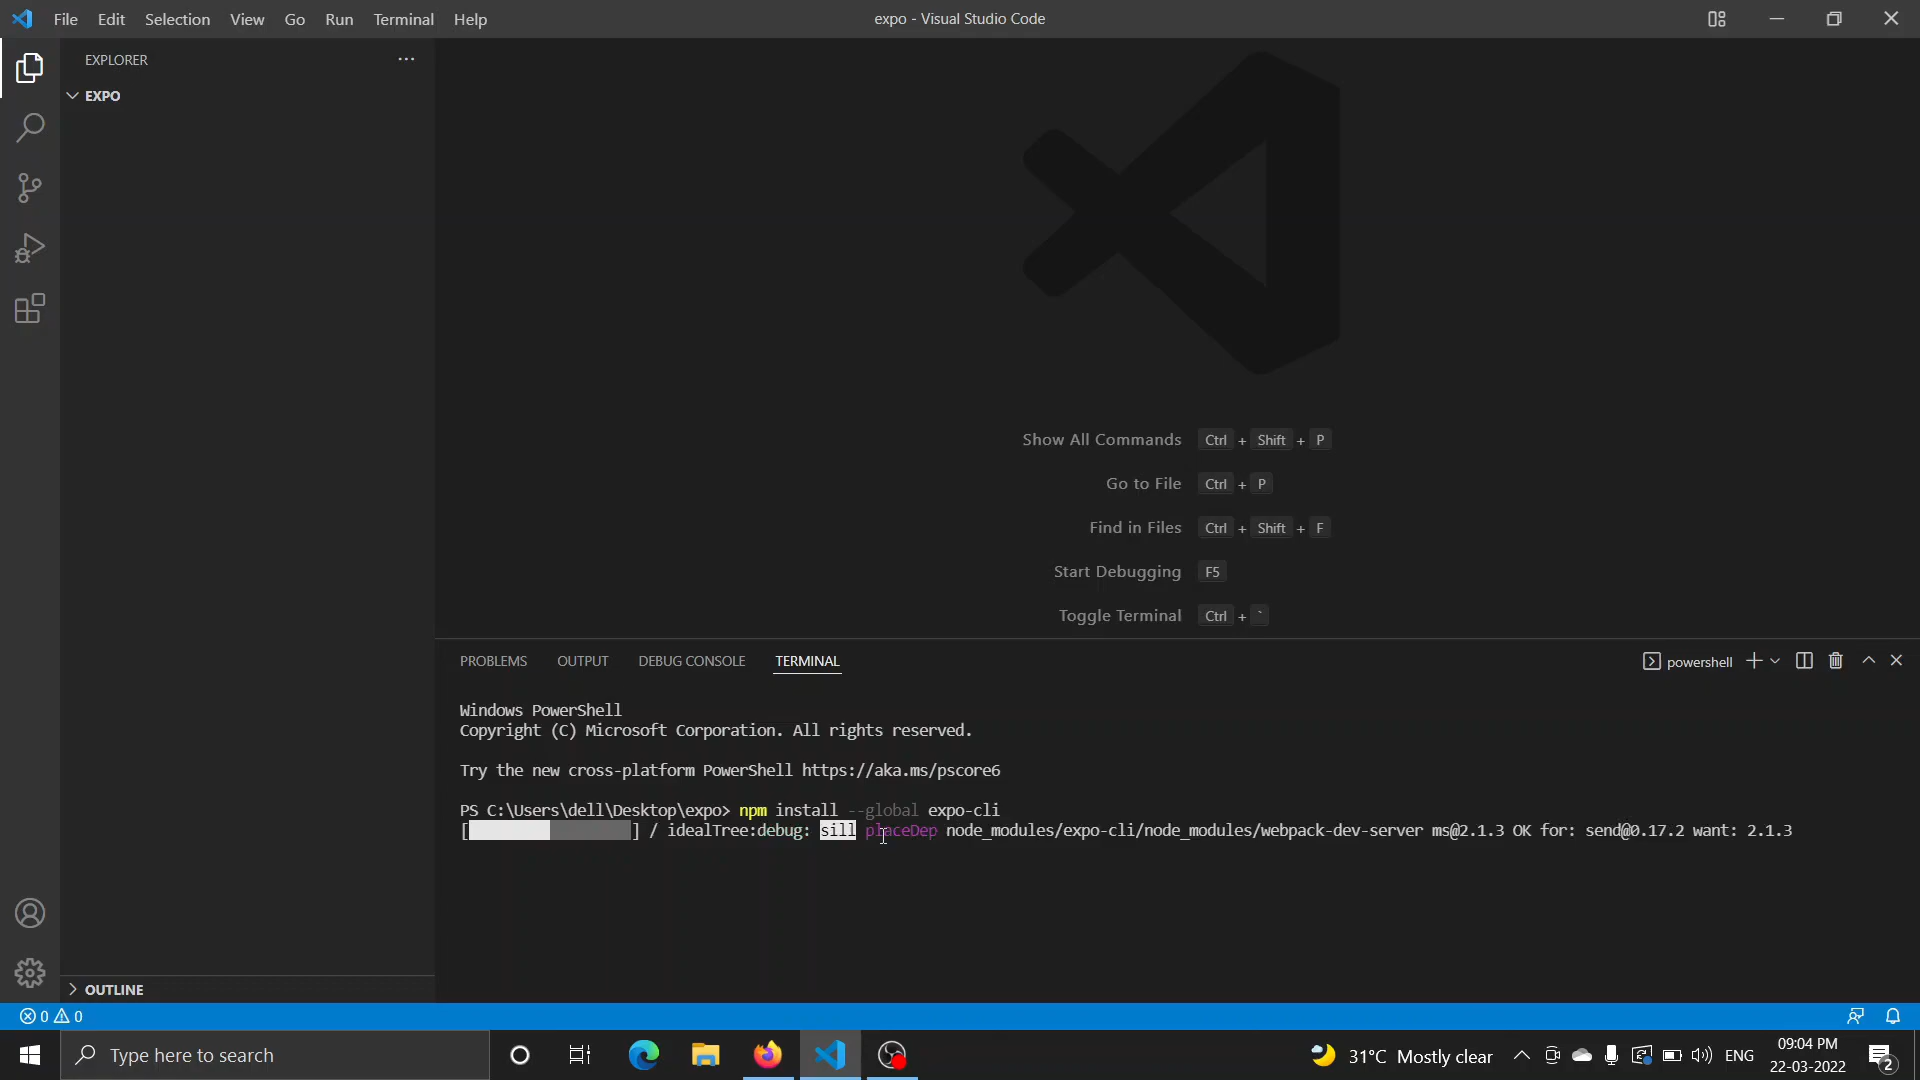 File Edit Selection View Go Run Terminal Help
expo - Visual Studio Code
EXPLORER
EXPO
Show All Commands Ctrl + Shift + P
Go to File Ctrl + P
Find in Files Ctrl + Shift + F
Start Debugging F5
Toggle Terminal Ctrl + `
PROBLEMS OUTPUT DEBUG CONSOLE TERMINAL
powershell
Windows PowerShell
Copyright (C) Microsoft Corporation. All rights reserved.
Try the new cross-platform PowerShell https://aka.ms/pscore6
PS C:\Users\dell\Desktop\expo> npm install --global expo-cli
[ ] / idealTree:debug: sill placeDep node_modules/expo-cli/node_modules/webpack-dev-server ms@2.1.3 OK for: send@0.17.2 want: 2.1.3
OUTLINE
0 0
Type here to search
31°C Mostly clear
ENG
09:04 PM
22-03-2022
2